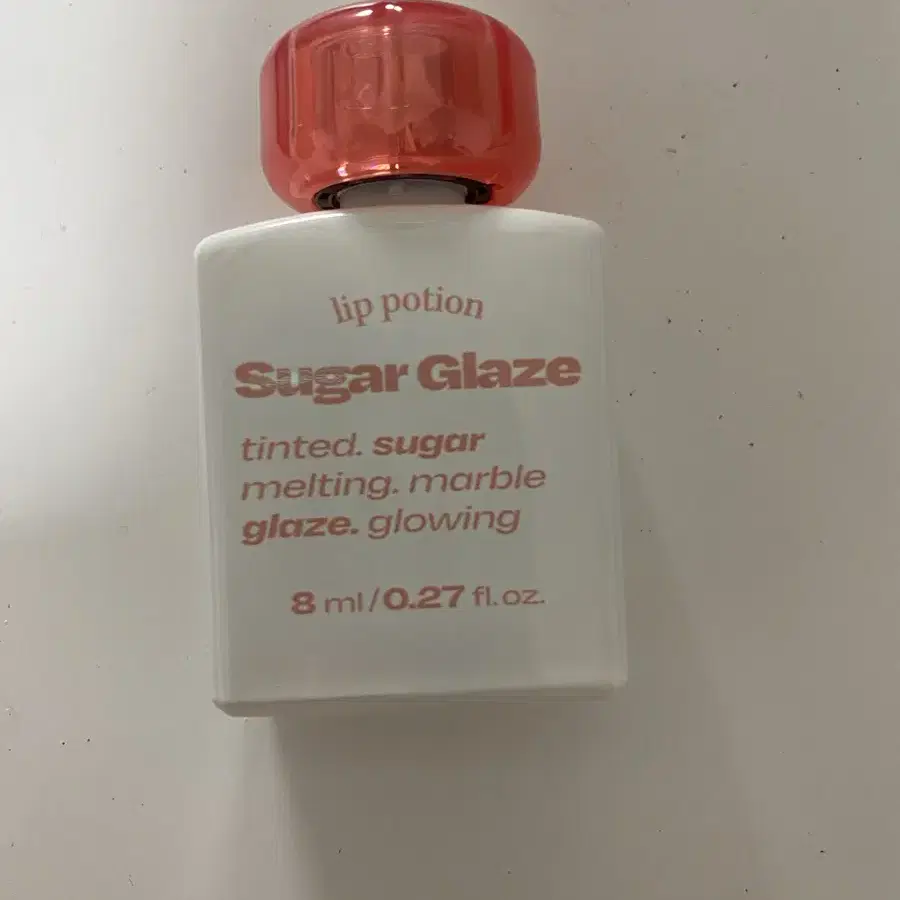 lip potion
Sugar Glaze
tinted. sugar
melting. marble
glaze. glowing
8 ml/0.27 fl.oz.